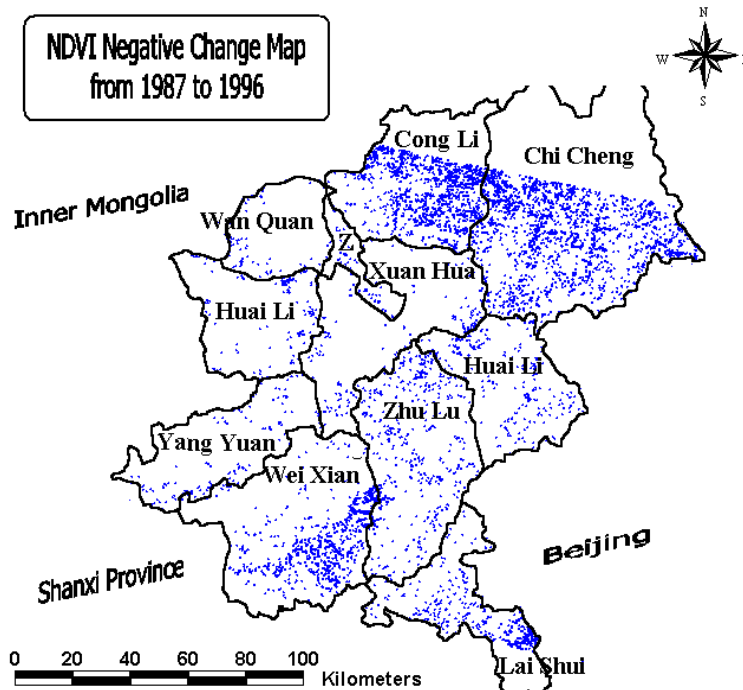 NDVI Negative Change Map
from 1987 to 1996
N
W
S
Cong Li
Chi Cheng
Inner Mongolia
Wan Quan
Z
Xuan Hua
Huai Li
Huai Li
Zhu Lu
Yang Yuan
Wei Xian
Beijing
Shanxi Province
Lai Shui
0 20 40 60 80 100
Kilometers